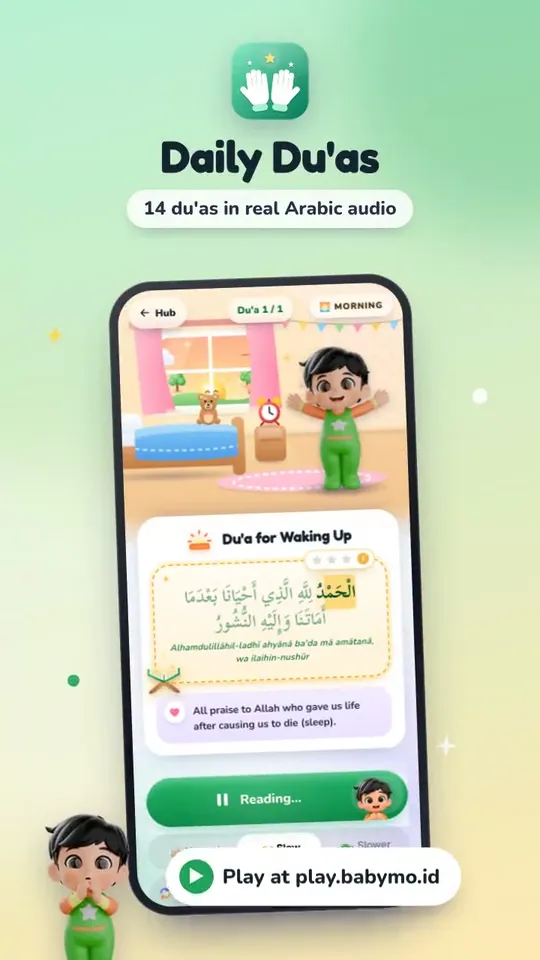 Daily Du'as
14 du'as in real Arabic audio
← Hub
Du'a 1 / 1
MORNING
Du'a for Waking Up
الْحَمْدُ لِلَّهِ الَّذِي أَحْيَانَا بَعْدَمَا
أَمَاتَنَا وَإِلَيْهِ النُّشُورُ
Alhamdulillāhil-ladhī ahyānā ba'da mā amātanā,
wa ilaihin-nushūr
All praise to Allah who gave us life
after causing us to die (sleep).
Reading...
Slow
Slower
Play at play.babymo.id